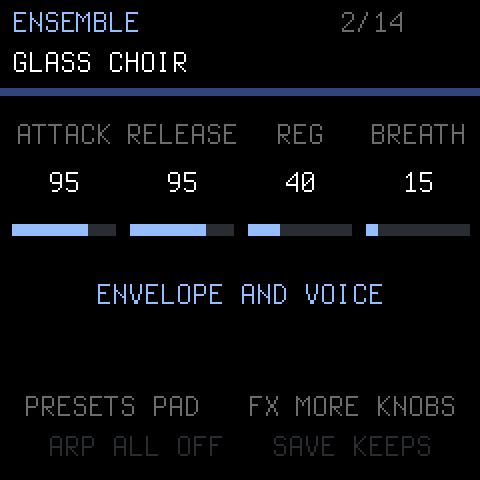 ENSEMBLE 2/14
GLASS CHOIR
ATTACK RELEASE REG BREATH
95 95 40 15
ENVELOPE AND VOICE
PRESETS PAD FX MORE KNOBS
ARP ALL OFF SAVE KEEPS